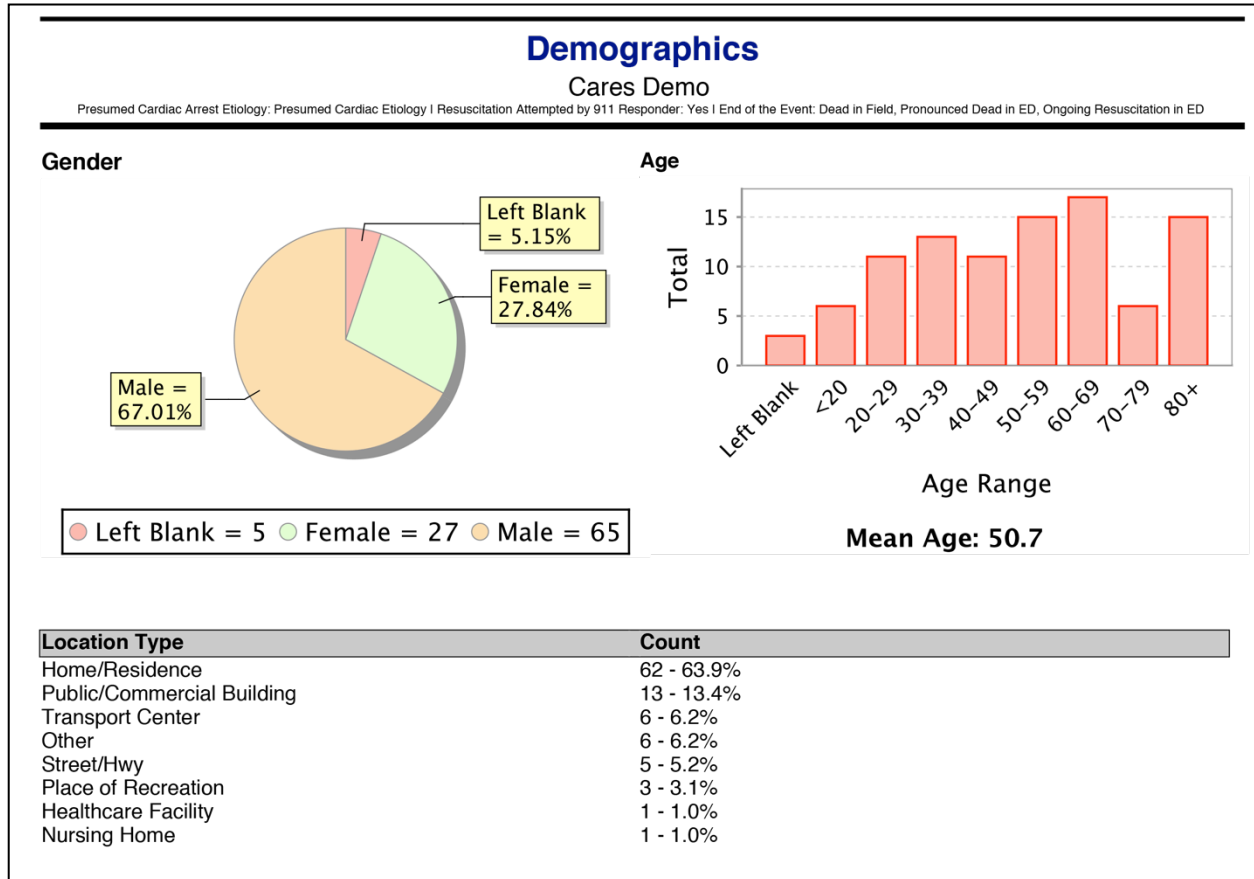 Demographics
Cares Demo
Presumed Cardiac Arrest Etiology: Presumed Cardiac Etiology | Resuscitation Attempted by 911 Responder: Yes | End of the Event: Dead in Field, Pronounced Dead in ED, Ongoing Resuscitation in ED
Gender
Left Blank
= 5.15%
Female =
27.84%
Male =
67.01%
Left Blank = 5 Female = 27 Male = 65
Age
Total
15
10
5
0
Left Blank
<20
20-29
30-39
40-49
50-59
60-69
70-79
80+
Age Range
Mean Age: 50.7
Location Type Count
Home/Residence 62 - 63.9%
Public/Commercial Building 13 - 13.4%
Transport Center 6 - 6.2%
Other 6 - 6.2%
Street/Hwy 5 - 5.2%
Place of Recreation 3 - 3.1%
Healthcare Facility 1 - 1.0%
Nursing Home 1 - 1.0%